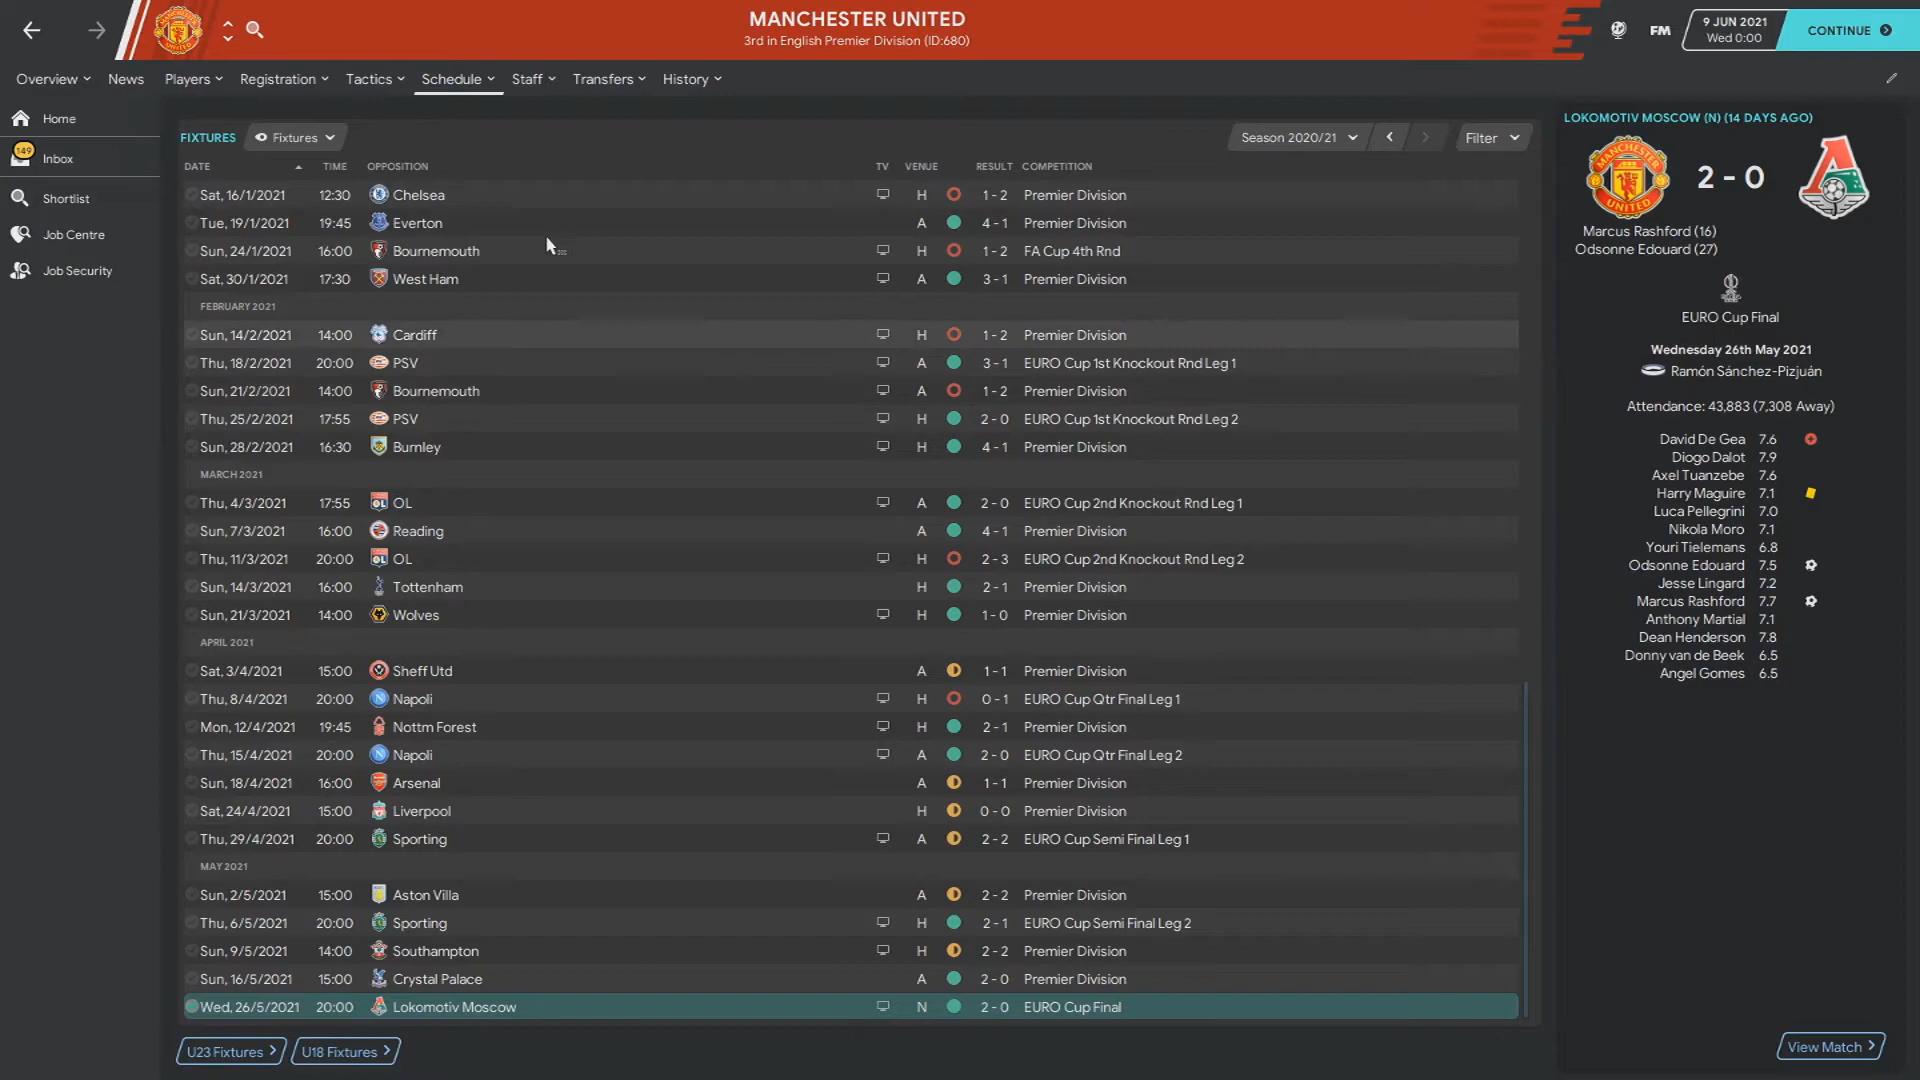 MANCHESTER UNITED
3rd in English Premier Division (ID:680)
FM
9 JUN 2021
Wed 0:00
CONTINUE
Overview News Players Registration Tactics Schedule Staff Transfers History
Home
149
Inbox
Shortlist
Job Centre
Job Security
FIXTURES Fixtures Season 2020/21 Filter
DATE TIME OPPOSITION TV VENUE RESULT COMPETITION
Sat, 16/1/2021 12:30 Chelsea H 1 - 2 Premier Division
Tue, 19/1/2021 19:45 Everton A 4 - 1 Premier Division
Sun, 24/1/2021 16:00 Bournemouth H 1 - 2 FA Cup 4th Rnd
Sat, 30/1/2021 17:30 West Ham A 3 - 1 Premier Division
FEBRUARY 2021
Sun, 14/2/2021 14:00 Cardiff H 1 - 2 Premier Division
Thu, 18/2/2021 20:00 PSV A 3 - 1 EURO Cup 1st Knockout Rnd Leg 1
Sun, 21/2/2021 14:00 Bournemouth A 1 - 2 Premier Division
Thu, 25/2/2021 17:55 PSV H 2 - 0 EURO Cup 1st Knockout Rnd Leg 2
Sun, 28/2/2021 16:30 Burnley H 4 - 1 Premier Division
MARCH 2021
Thu, 4/3/2021 17:55 OL A 2 - 0 EURO Cup 2nd Knockout Rnd Leg 1
Sun, 7/3/2021 16:00 Reading A 4 - 1 Premier Division
Thu, 11/3/2021 20:00 OL H 2 - 3 EURO Cup 2nd Knockout Rnd Leg 2
Sun, 14/3/2021 16:00 Tottenham H 2 - 1 Premier Division
Sun, 21/3/2021 14:00 Wolves H 1 - 0 Premier Division
APRIL 2021
Sat, 3/4/2021 15:00 Sheff Utd A 1 - 1 Premier Division
Thu, 8/4/2021 20:00 Napoli H 0 - 1 EURO Cup Qtr Final Leg 1
Mon, 12/4/2021 19:45 Nottm Forest H 2 - 1 Premier Division
Thu, 15/4/2021 20:00 Napoli A 2 - 0 EURO Cup Qtr Final Leg 2
Sun, 18/4/2021 16:00 Arsenal A 1 - 1 Premier Division
Sat, 24/4/2021 15:00 Liverpool H 0 - 0 Premier Division
Thu, 29/4/2021 20:00 Sporting A 2 - 2 EURO Cup Semi Final Leg 1
MAY 2021
Sun, 2/5/2021 15:00 Aston Villa A 2 - 2 Premier Division
Thu, 6/5/2021 20:00 Sporting H 2 - 1 EURO Cup Semi Final Leg 2
Sun, 9/5/2021 14:00 Southampton H 2 - 2 Premier Division
Sun, 16/5/2021 15:00 Crystal Palace A 2 - 0 Premier Division
Wed, 26/5/2021 20:00 Lokomotiv Moscow N 2 - 0 EURO Cup Final
U23 Fixtures U18 Fixtures
LOKOMOTIV MOSCOW (N) (14 DAYS AGO)
2 - 0
Marcus Rashford (16)
Odsonne Edouard (27)
EURO Cup Final
Wednesday 26th May 2021
Ramón Sánchez-Pizjuán
Attendance: 43,883 (7,308 Away)
David De Gea 7.6
Diogo Dalot 7.9
Axel Tuanzebe 7.6
Harry Maguire 7.1
Luca Pellegrini 7.0
Nikola Moro 7.1
Youri Tielemans 6.8
Odsonne Edouard 7.5
Jesse Lingard 7.2
Marcus Rashford 7.7
Anthony Martial 7.1
Dean Henderson 7.8
Donny van de Beek 6.5
Angel Gomes 6.5
View Match